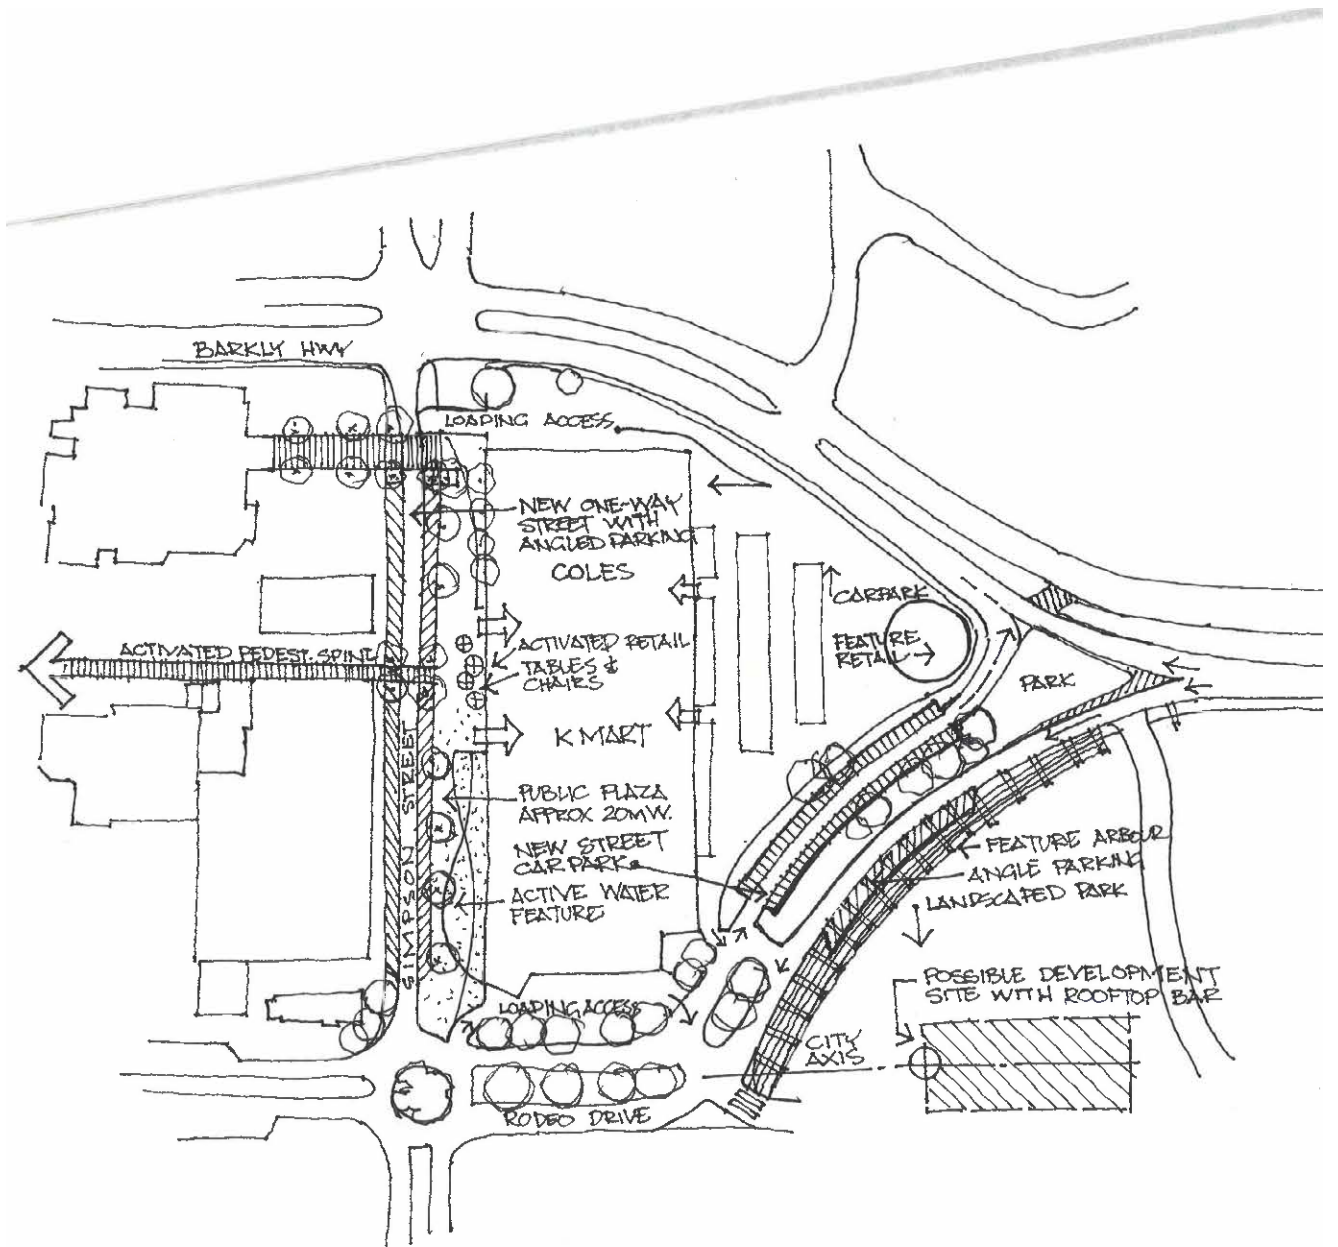 BARKLY HWY
LOADING ACCESS
NEW ONE-WAY
STREET WITH
ANGLED PARKING
COLES
CARPARK
FEATURE
RETAIL
ACTIVATED PEDEST. SPINE
ACTIVATED RETAIL
TABLES &
CHAIRS
PARK
K MART
SIMPSON STREET
PUBLIC PLAZA
APPROX 20M W.
NEW STREET
CAR PARK
ACTIVE WATER
FEATURE
FEATURE ARBOUR
ANGLE PARKING
LANDSCAPED PARK
POSSIBLE DEVELOPMENT
SITE WITH ROOFTOP BAR
LOADING ACCESS
CITY
AXIS
RODEO DRIVE